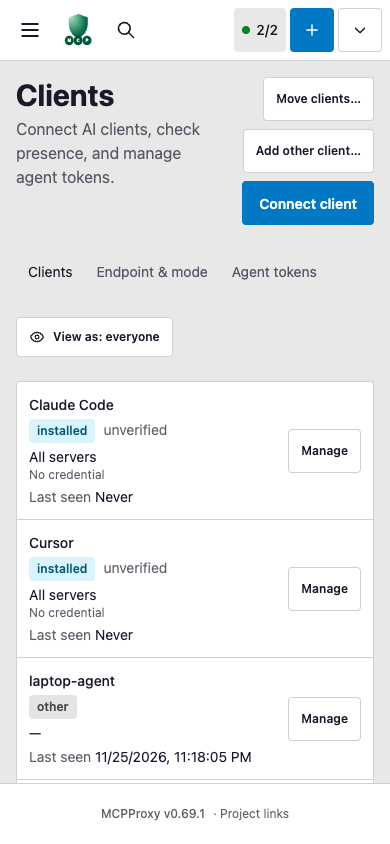 MCP
2/2
Clients
Connect AI clients, check
presence, and manage
agent tokens.
Move clients...
Add other client...
Connect client
Clients
Endpoint & mode
Agent tokens
View as: everyone
Claude Code
installed unverified
All servers
No credential
Last seen Never
Manage
Cursor
installed unverified
All servers
No credential
Last seen Never
Manage
laptop-agent
other
—
Last seen 11/25/2026, 11:18:05 PM
Manage
MCPProxy v0.69.1 · Project links